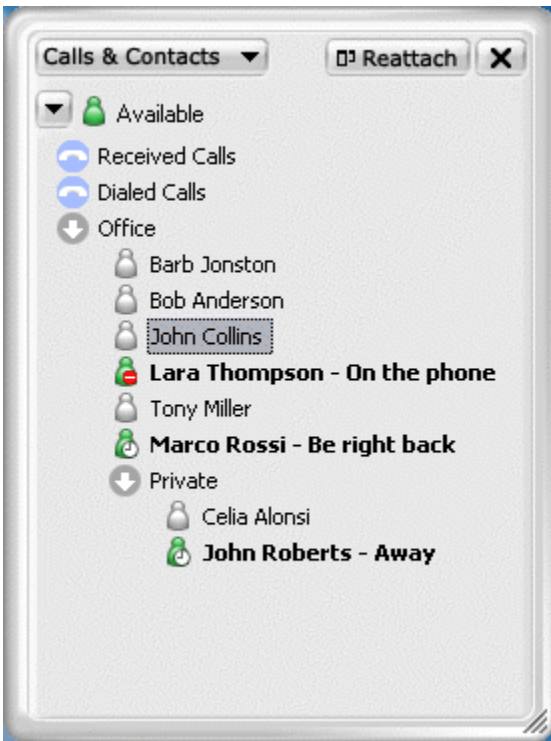 Calls & Contacts Reattach
Available
Received Calls
Dialed Calls
Office
Barb Jonston
Bob Anderson
John Collins
Lara Thompson - On the phone
Tony Miller
Marco Rossi - Be right back
Private
Celia Alonsi
John Roberts - Away